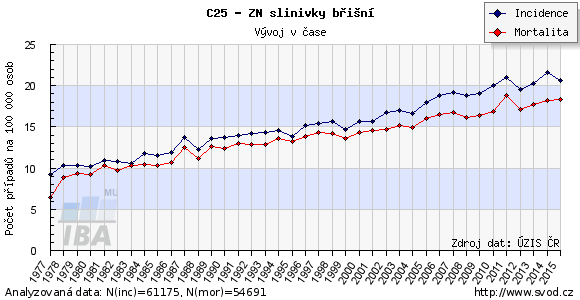 C25 - ZN slinivky břišní
Vývoj v čase
Incidence
Mortalita
Počet případů na 100 000 osob
25
20
15
10
5
0
ML
IBA
Zdroj dat: ÚZIS ČR
1977 1978 1979 1980 1981 1982 1983 1984 1985 1986 1987 1988 1989 1990 1991 1992 1993 1994 1995 1996 1997 1998 1999 2000 2001 2002 2003 2004 2005 2006 2007 2008 2009 2010 2011 2012 2013 2014 2015
Analyzovaná data: N(inc)=61175, N(mor)=54691
http://www.svod.cz